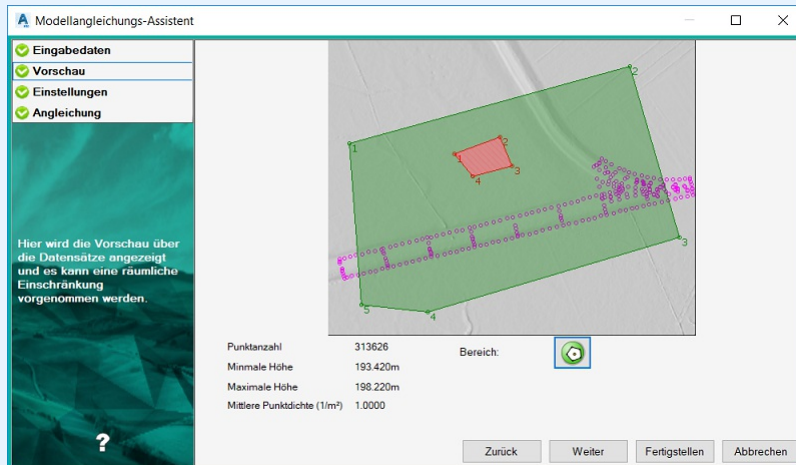 Modellangleichungs-Assistent
Eingabedaten
Vorschau
Einstellungen
Angleichung
Hier wird die Vorschau über
die Datensätze angezeigt
und es kann eine räumliche
Einschränkung
vorgenommen werden.
?
1
2
3
4
5
1
2
3
4
Punktanzahl 313626
Minmale Höhe 193.420m
Maximale Höhe 198.220m
Mittlere Punktdichte (1/m²) 1.0000
Bereich:
Zurück
Weiter
Fertigstellen
Abbrechen